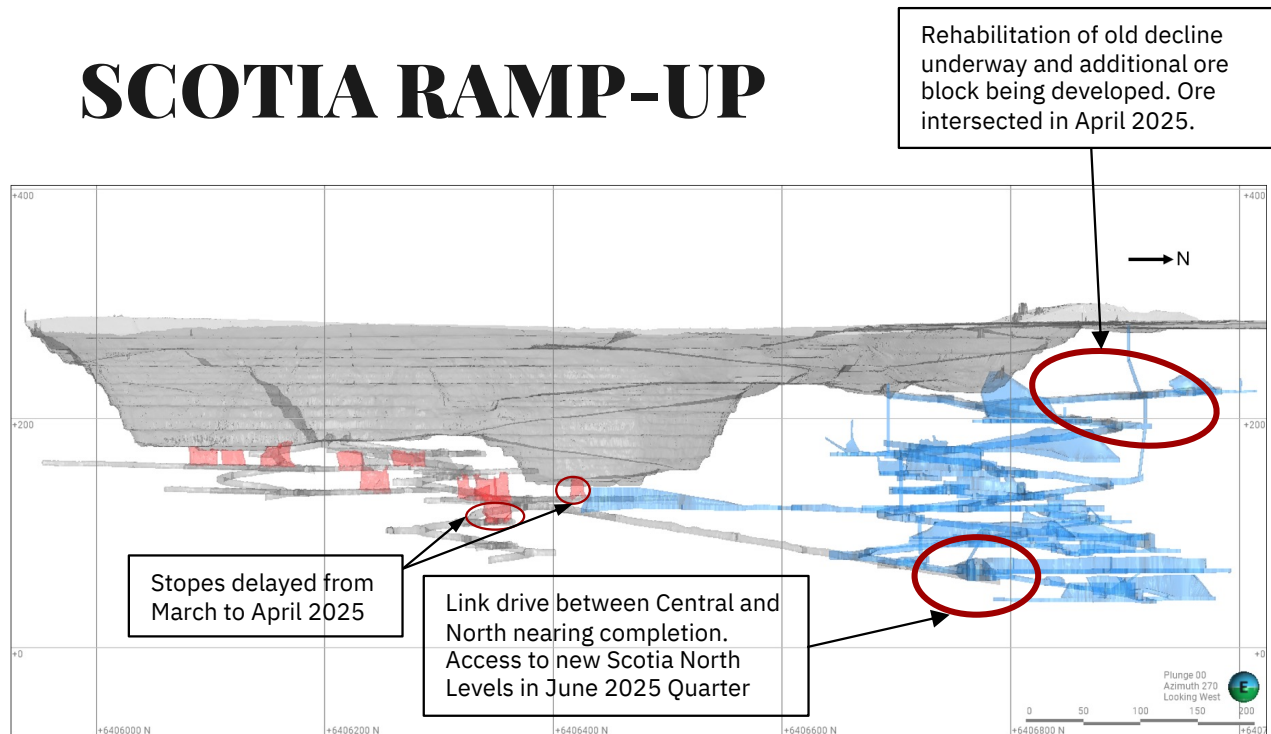 SCOTIA RAMP-UP
Rehabilitation of old decline
underway and additional ore
block being developed. Ore
intersected in April 2025.
+400
+400
N
+200
+200
Stopes delayed from
March to April 2025
Link drive between Central and
North nearing completion.
Access to new Scotia North
Levels in June 2025 Quarter
+0
+0
Plunge 00
Azimuth 270
Looking West
E
0 50 100 150 200
+6406000 N
+6406200 N
+6406400 N
+6406600 N
+6406800 N
+6407